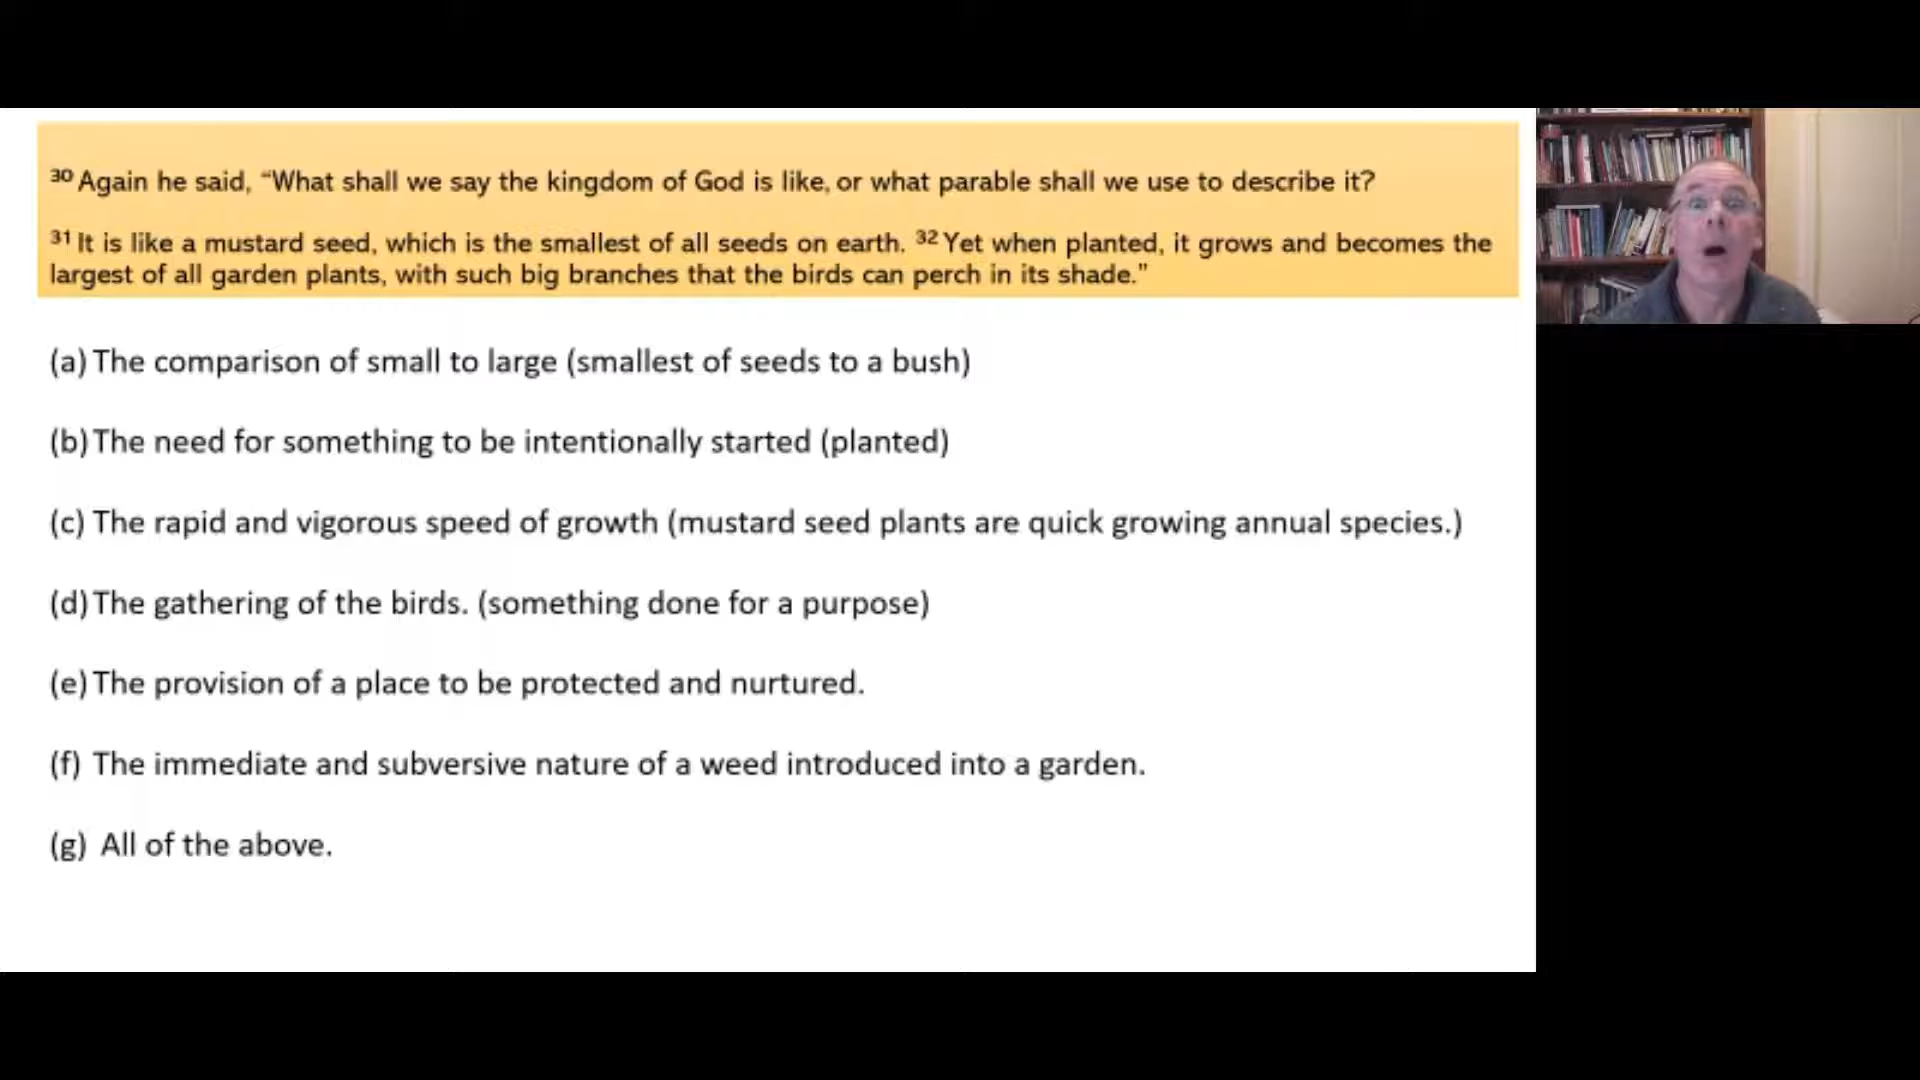 30 Again he said, “What shall we say the kingdom of God is like, or what parable shall we use to describe it?
31 It is like a mustard seed, which is the smallest of all seeds on earth. 32 Yet when planted, it grows and becomes the
largest of all garden plants, with such big branches that the birds can perch in its shade.”
(a) The comparison of small to large (smallest of seeds to a bush)
(b) The need for something to be intentionally started (planted)
(c) The rapid and vigorous speed of growth (mustard seed plants are quick growing annual species.)
(d) The gathering of the birds. (something done for a purpose)
(e) The provision of a place to be protected and nurtured.
(f) The immediate and subversive nature of a weed introduced into a garden.
(g) All of the above.